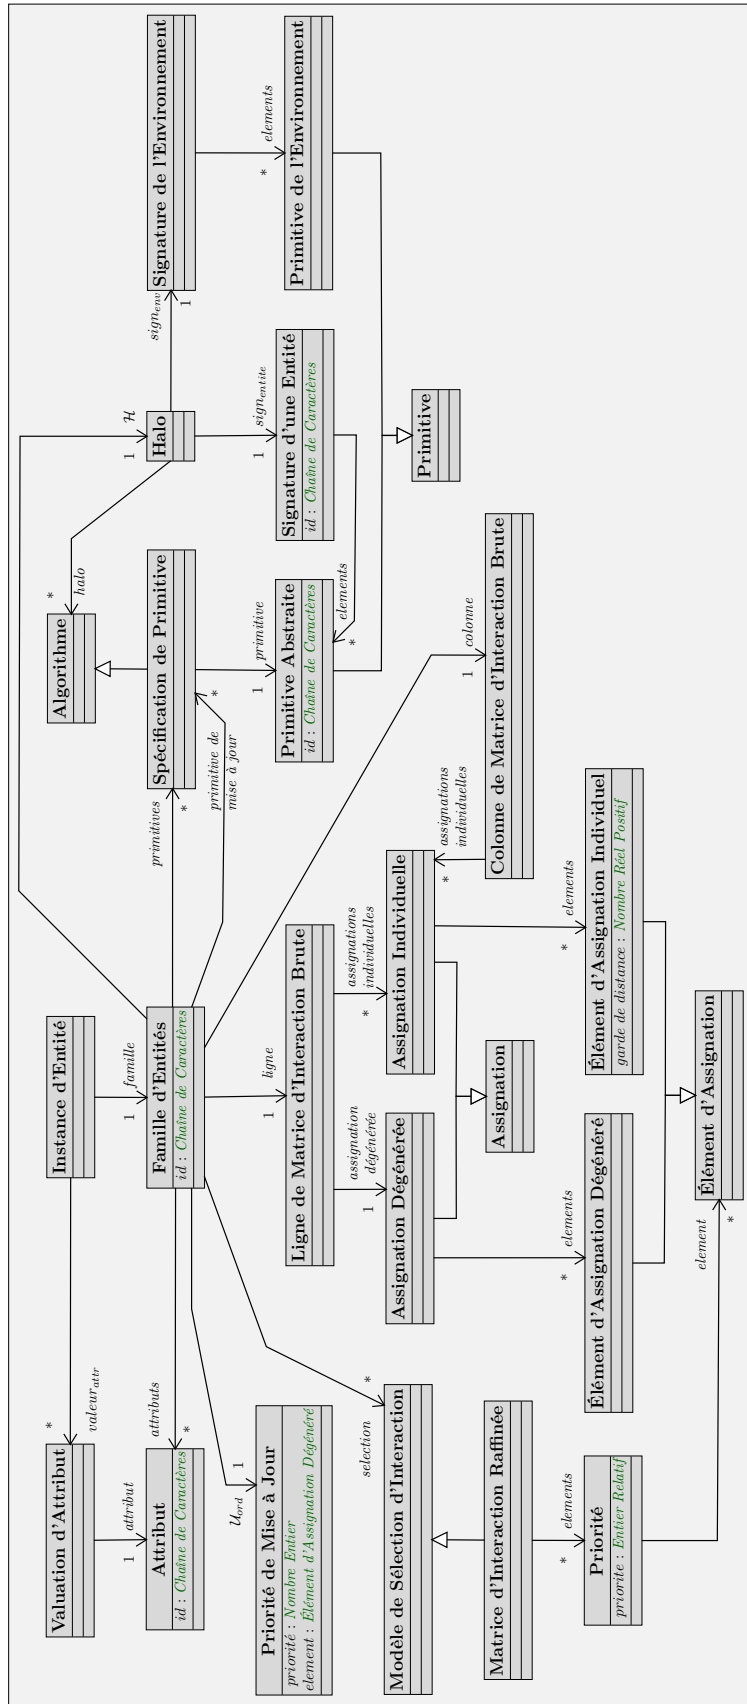 Valuation d'Attribut
*
valeur_attr
Instance d'Entité
1
attribut
1
famille
Algorithme
*
halo
Attribut
id : Chaîne de Caractères
attributs
*
Famille d'Entités
id : Chaîne de Caractères
primitives
*
Spécification de Primitive
*
primitive de
mise à jour
1
H
Halo
sign_env
1
Signature de l'Environnement
U_ord
1
Priorité de Mise à Jour
priorité : Nombre Entier
element : Élément d'Assignation Dégénéré
1
ligne
Ligne de Matrice d'Interaction Brute
1
primitive
Primitive Abstraite
id : Chaîne de Caractères
1
sign_entite
Signature d'une Entité
id : Chaîne de Caractères
*
elements
*
elements
Primitive de l'Environnement
selection
*
Modèle de Sélection d'Interaction
1
assignation
dégénérée
Assignation Dégénérée
*
assignations
individuelles
Assignation Individuelle
*
assignations
individuelles
Primitive
Matrice d'Interaction Raffinée
Assignation
1
colonne
Colonne de Matrice d'Interaction Brute
*
elements
Priorité
priorite : Entier Relatif
*
elements
Élément d'Assignation Dégénéré
*
elements
Élément d'Assignation Individuel
garde de distance : Nombre Réel Positif
element
*
Élément d'Assignation